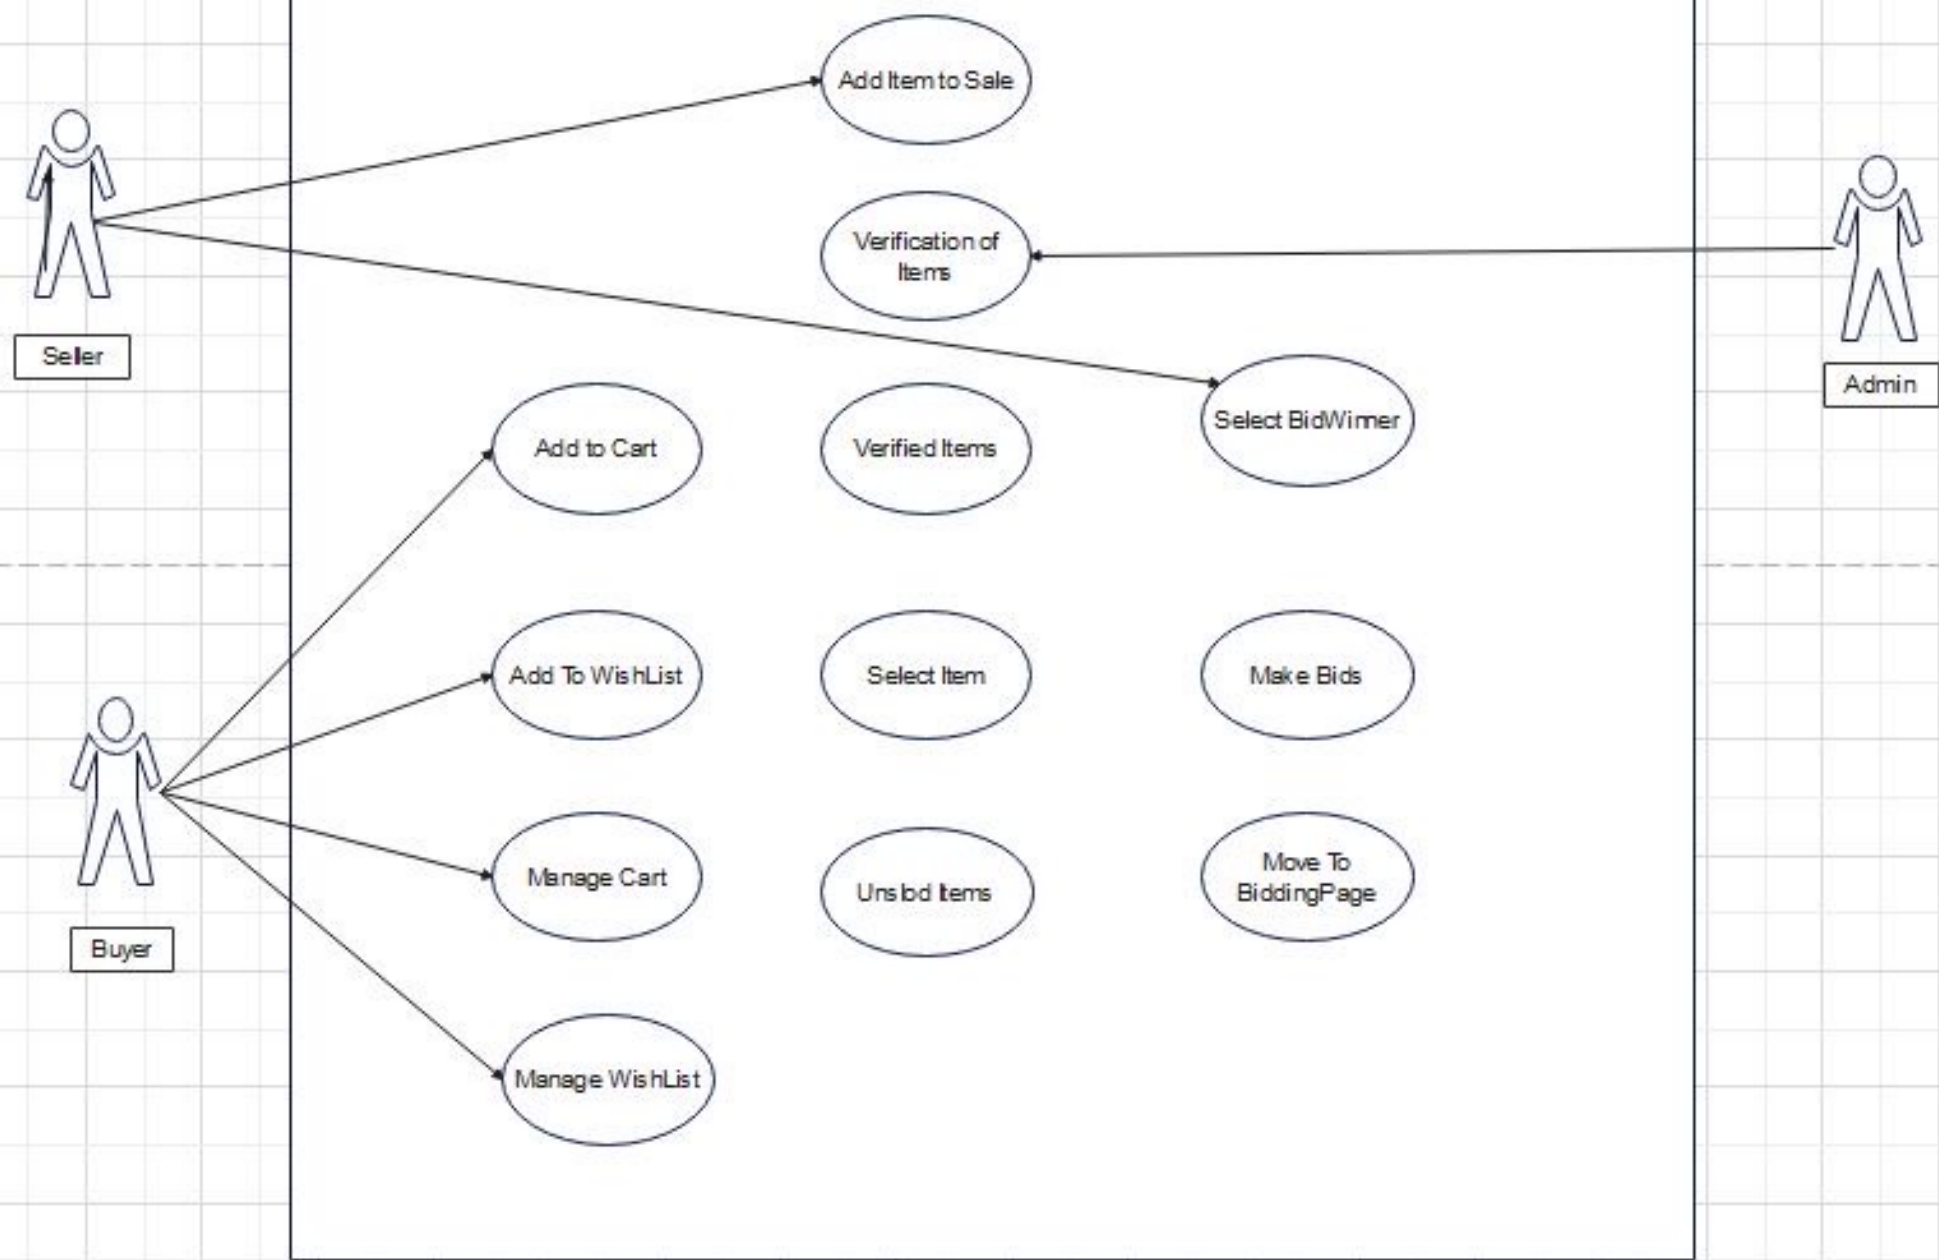 Add Item to Sale
Verification of
Items
Seller
Admin
Select BidWinner
Add to Cart
Verified Items
Add To WishList
Select Item
Make Bids
Manage Cart
Unslod Items
Move To
BiddingPage
Buyer
Manage WishList